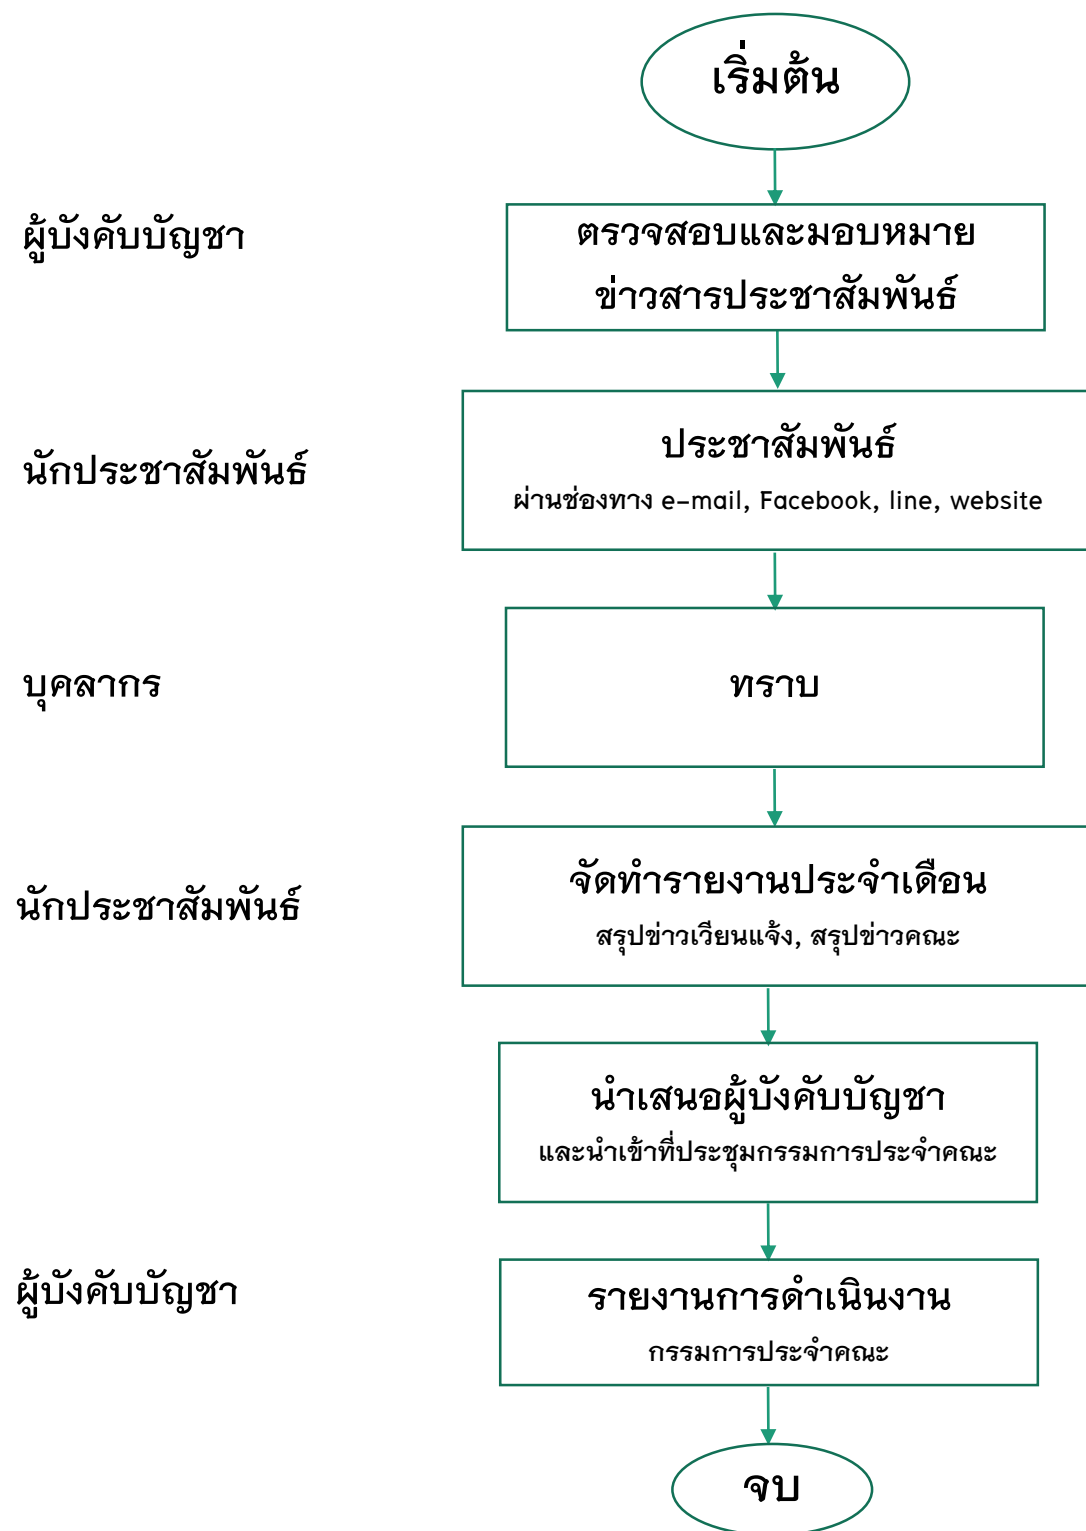 เริ่มต้น
ผู้บังคับบัญชา
ตรวจสอบและมอบหมาย
ข่าวสารประชาสัมพันธ์
นักประชาสัมพันธ์
ประชาสัมพันธ์
ผ่านช่องทาง e-mail, Facebook, line, website
บุคลากร
ทราบ
นักประชาสัมพันธ์
จัดทำรายงานประจำเดือน
สรุปข่าวเวียนแจ้ง, สรุปข่าวคณะ
นำเสนอผู้บังคับบัญชา
และนำเข้าที่ประชุมกรรมการประจำคณะ
ผู้บังคับบัญชา
รายงานการดำเนินงาน
กรรมการประจำคณะ
จบ